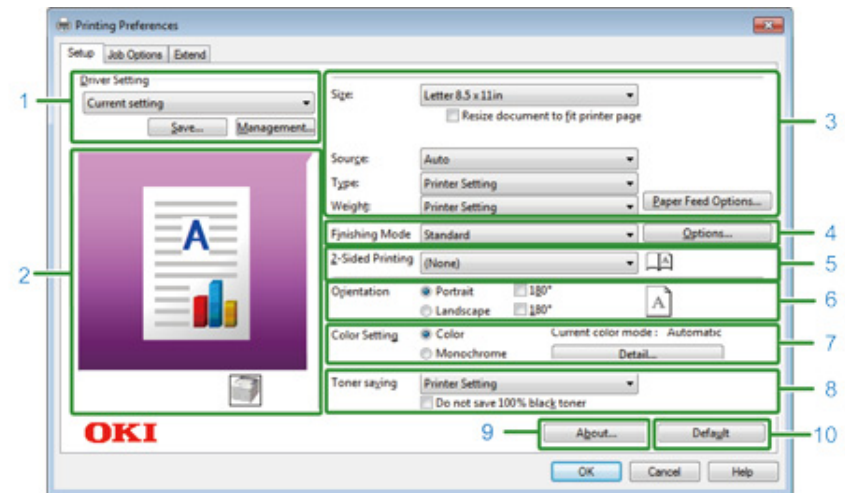 Printing Preferences
Setup Job Options Extend
Driver Setting
Current setting
Save... Management...
1
2
A
OKI
Size: Letter 8.5 x 11in
Resize document to fit printer page
Source: Auto
Type: Printer Setting
Weight: Printer Setting Paper Feed Options...
3
Finishing Mode Standard Options...
4
2-Sided Printing (None) A
5
Orientation Portrait 180°
Landscape 180° A
6
Color Setting Color Current color mode : Automatic
Monochrome Detail...
7
Toner saving Printer Setting
Do not save 100% black toner
8
9 About... Default 10
OK Cancel Help